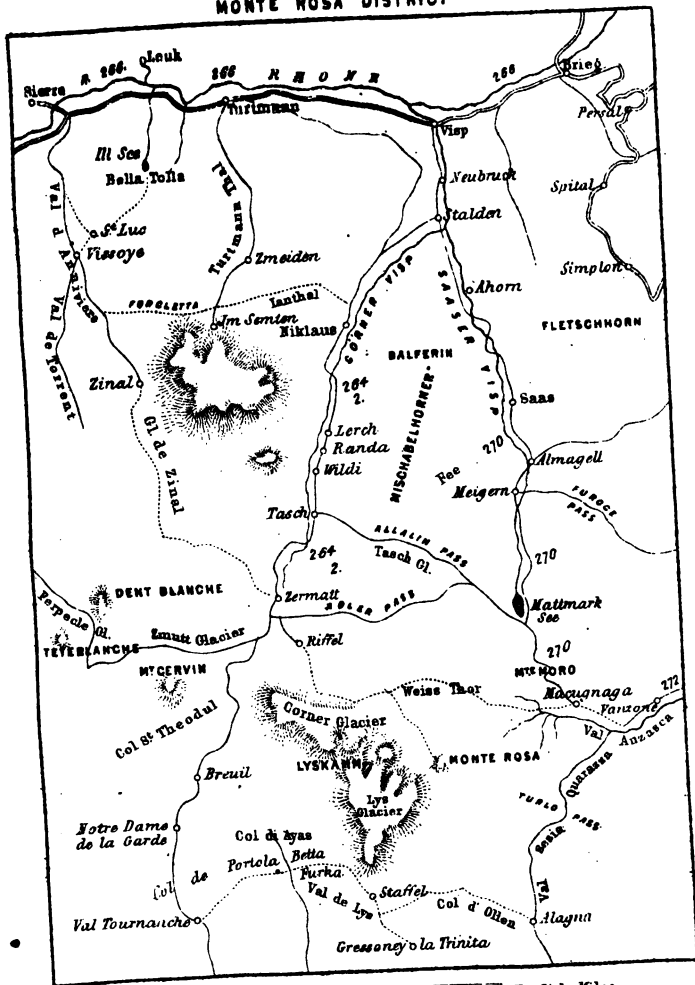 MONTE ROSA DISTRICT.
Leuk
R. 266.
266
RHONE
266
Brieg
Sierre
Turtmann
Visp
Persal
Ill See
Bella Tolla
Neubruck
Spital
Turtmann Thal
Stalden
St. Luc
Vissoye
Val d'Anniviers
Zmeiden
Simplon
Ahorn
FORCLETTA
Ianthal
Im Semten
Niklaus
GORNER VISP
SAASER VISP
FLETSCHHORN
BALFERIN
Val de Torrent
Zinal
264
2.
Saas
MISCHABELHORNER
Gl. de Zinal
Lerch
Randa
Wildi
270
Fee
Almagell
Meigern
FUROGE
PASS
Tasch
ALLALIN PASS
Tasch Gl.
264
2.
270
DENT BLANCHE
Zermatt
ADLER PASS
Mattmark
See
Ferpecle Gl.
TETEBLANCHE
Zmutt Glacier
Riffel
270
MT CERVIN
MTE MORO
272
Weiss Thor
Macugnaga
Vanzone
Gorner Glacier
Val Anzasca
Col St. Theodul
LYSKAMM
MONTE ROSA
Breuil
Quarazza
Lys
Glacier
TURLO PASS
Notre Dame
de la Garde
Col di Ayas
Val Sesia
Col de Portola
Betta
Furka
Val de Lys
Staffel
Col d'Ollen
Val Tournanche
Alagna
Gressoney la Trinita